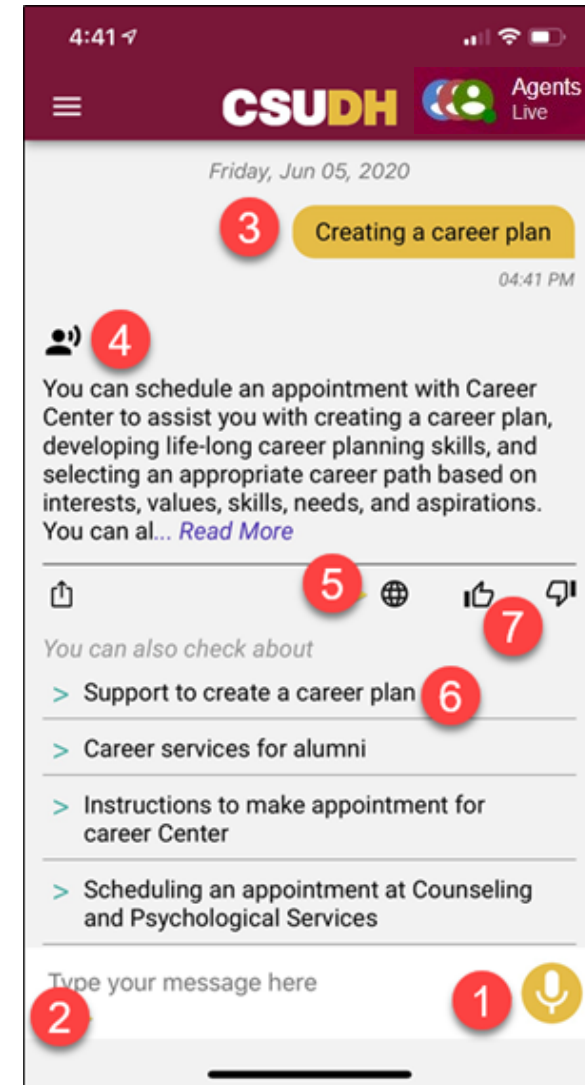 4:41
CSUDH
Agents
Live
Friday, Jun 05, 2020
3
Creating a career plan
04:41 PM
4
You can schedule an appointment with Career
Center to assist you with creating a career plan,
developing life-long career planning skills, and
selecting an appropriate career path based on
interests, values, skills, needs, and aspirations.
You can al... Read More
5
7
You can also check about
> Support to create a career plan
6
> Career services for alumni
> Instructions to make appointment for
career Center
> Scheduling an appointment at Counseling
and Psychological Services
Type your message here
1
2